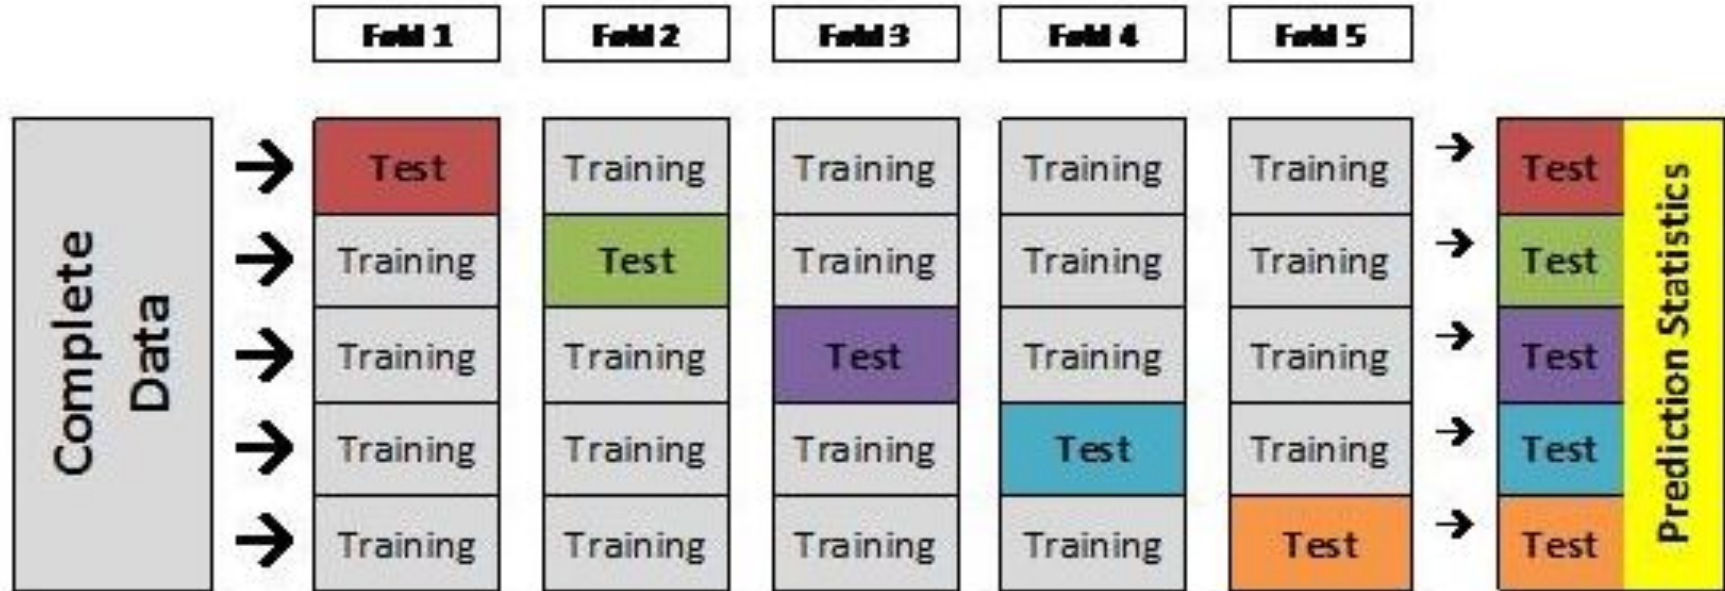 Fold 1 Fold 2 Fold 3 Fold 4 Fold 5
Complete
Data
Test Training Training Training Training Test
Training Test Training Training Training Test
Training Training Test Training Training Test
Training Training Training Test Training Test
Training Training Training Training Test Test
Prediction Statistics